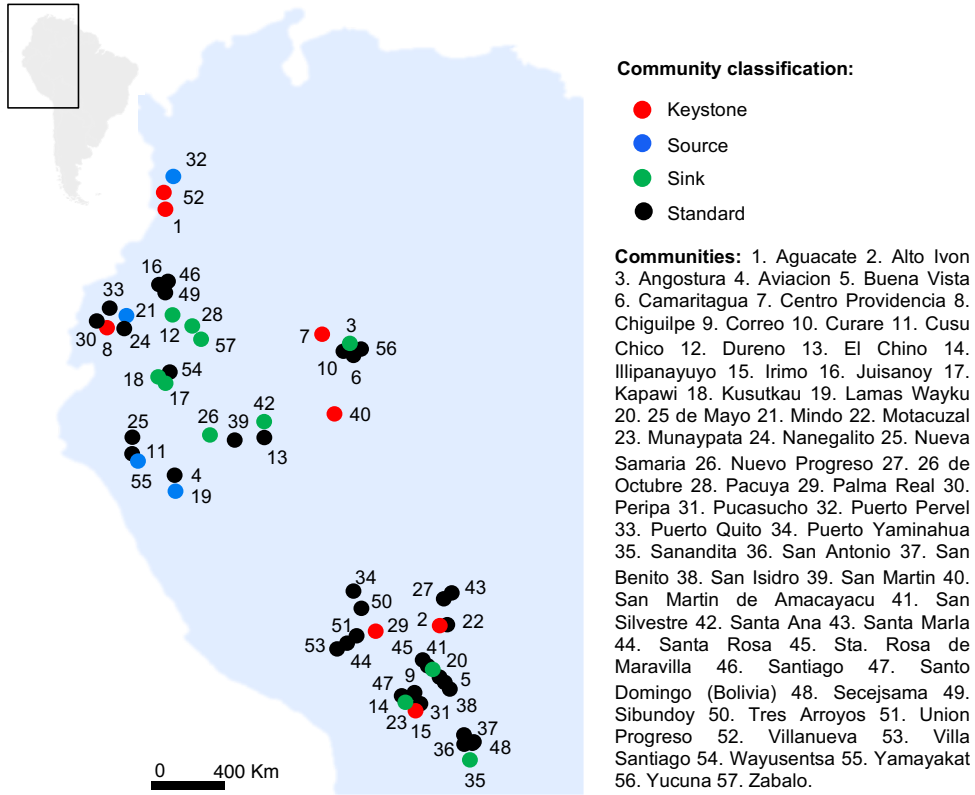 Community classification:
Keystone
Source
Sink
Standard
Communities: 1. Aguacate 2. Alto Ivon
3. Angostura 4. Aviacion 5. Buena Vista
6. Camaritagua 7. Centro Providencia 8.
Chiguilpe 9. Correo 10. Curare 11. Cusu
Chico 12. Dureno 13. El Chino 14.
Illipanayuyo 15. Irimo 16. Juisanoy 17.
Kapawi 18. Kusutkau 19. Lamas Wayku
20. 25 de Mayo 21. Mindo 22. Motacuzal
23. Munaypata 24. Nanegalito 25. Nueva
Samaria 26. Nuevo Progreso 27. 26 de
Octubre 28. Pacuya 29. Palma Real 30.
Peripa 31. Pucasucho 32. Puerto Pervel
33. Puerto Quito 34. Puerto Yaminahua
35. Sanandita 36. San Antonio 37. San
Benito 38. San Isidro 39. San Martin 40.
San Martin de Amacayacu 41. San
Silvestre 42. Santa Ana 43. Santa Marla
44. Santa Rosa 45. Sta. Rosa de
Maravilla 46. Santiago 47. Santo
Domingo (Bolivia) 48. Secejsama 49.
Sibundoy 50. Tres Arroyos 51. Union
Progreso 52. Villanueva 53. Villa
Santiago 54. Wayusentsa 55. Yamayakat
56. Yucuna 57. Zabalo.
32
52
1
16
46
49
33
21
28
30
8
24
12
57
7
3
56
10
6
54
18
17
40
42
26
39
13
25
11
55
4
19
34
27
43
50
2
22
51
29
53
44
45
41
20
9
5
47
38
14
31
23
15
37
36
48
35
0
400 Km